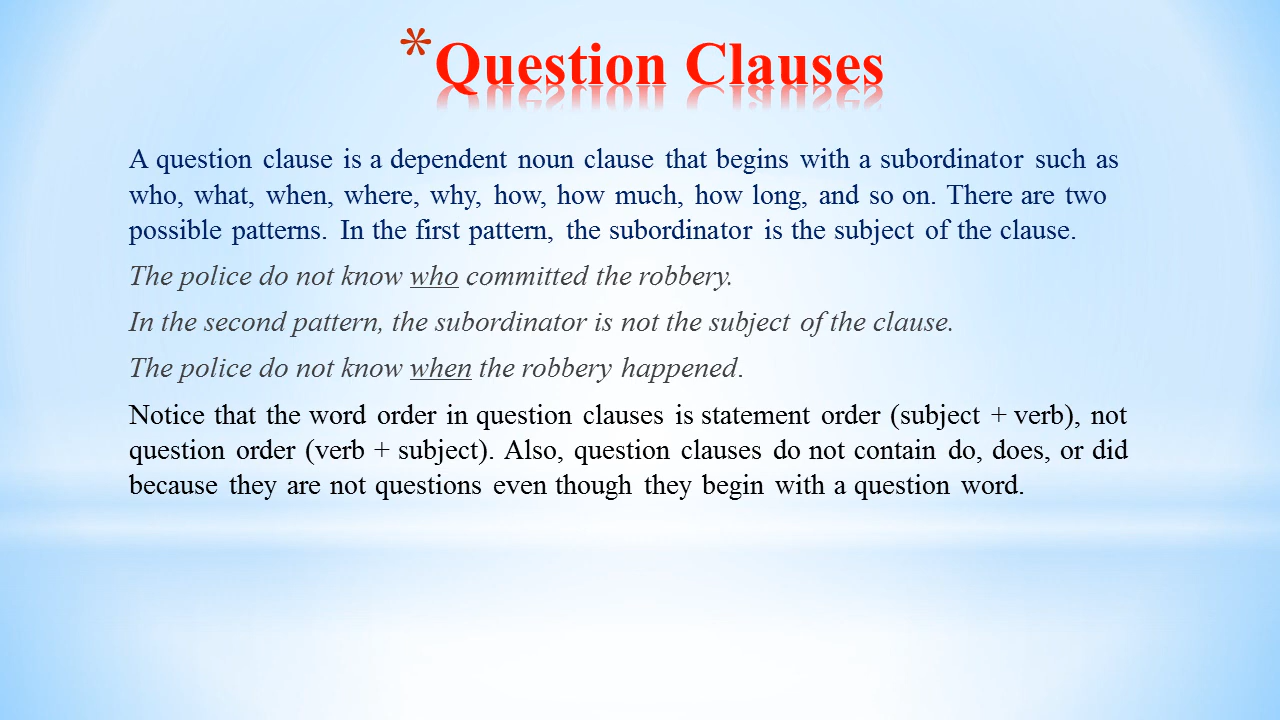 *Question Clauses
A question clause is a dependent noun clause that begins with a subordinator such as
who, what, when, where, why, how, how much, how long, and so on. There are two
possible patterns. In the first pattern, the subordinator is the subject of the clause.
The police do not know who committed the robbery.
In the second pattern, the subordinator is not the subject of the clause.
The police do not know when the robbery happened.
Notice that the word order in question clauses is statement order (subject + verb), not
question order (verb + subject). Also, question clauses do not contain do, does, or did
because they are not questions even though they begin with a question word.